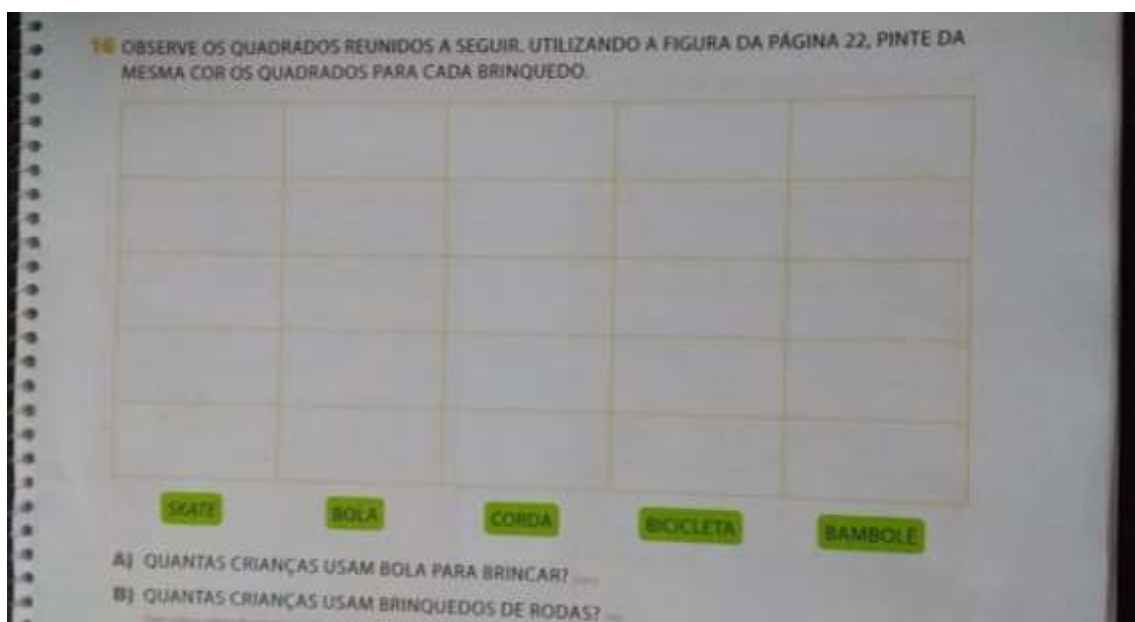 16 OBSERVE OS QUADRADOS REUNIDOS A SEGUIR. UTILIZANDO A FIGURA DA PÁGINA 22, PINTE DA
MESMA COR OS QUADRADOS PARA CADA BRINQUEDO.
SKATE BOLA CORDA BICICLETA BAMBOLÊ
A) QUANTAS CRIANÇAS USAM BOLA PARA BRINCAR?
B) QUANTAS CRIANÇAS USAM BRINQUEDOS DE RODAS?